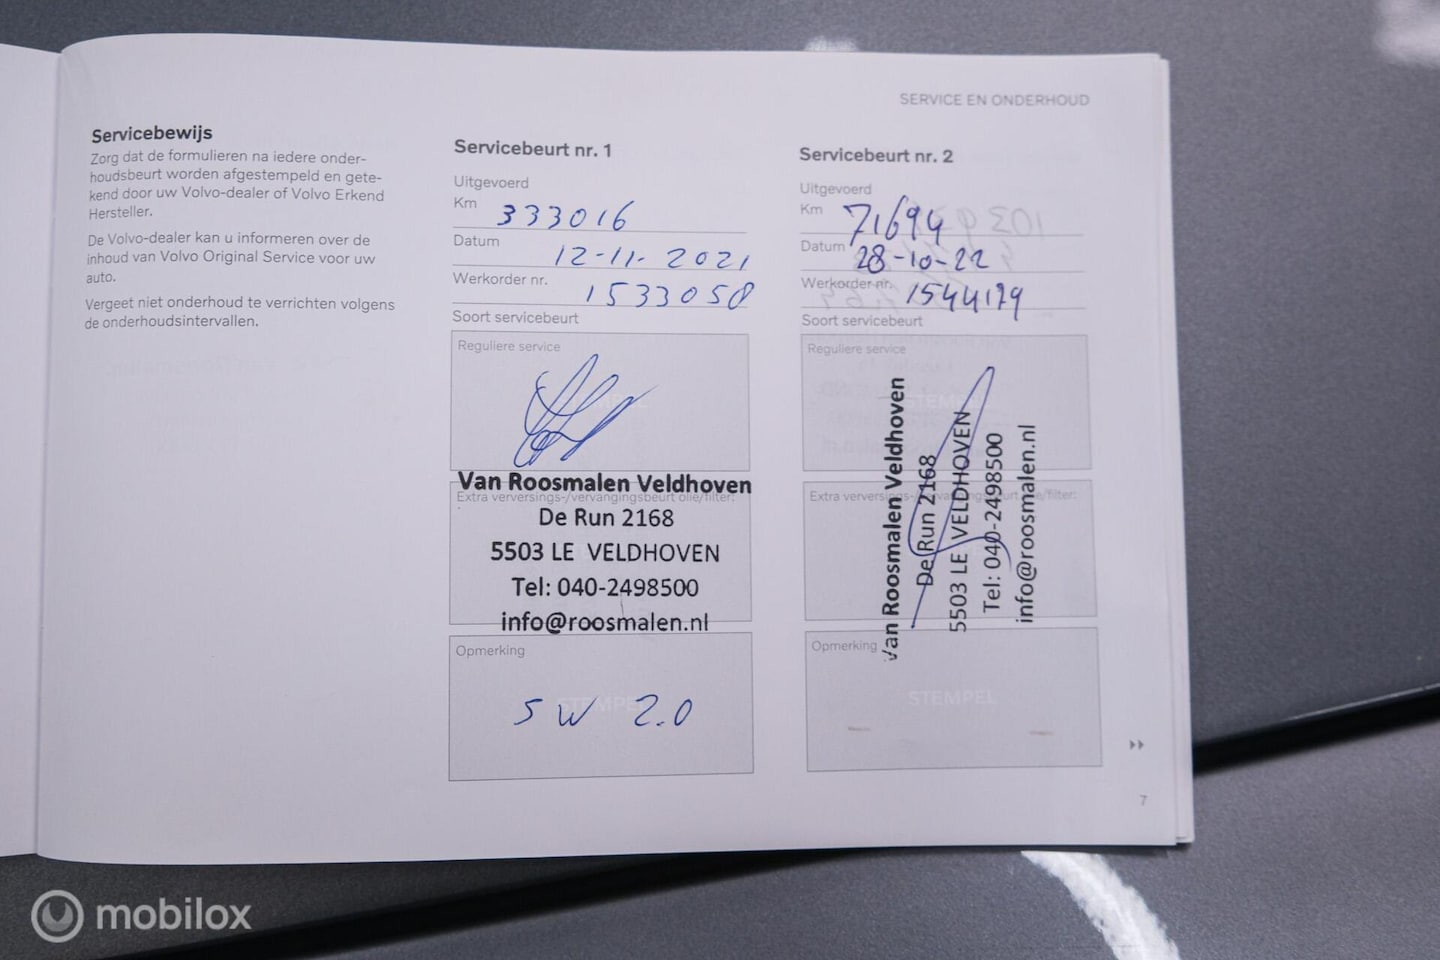 SERVICE EN ONDERHOUD
Servicebewijs
Zorg dat de formulieren na iedere onder-
houdsbeurt worden afgestempeld en gete-
kend door uw Volvo-dealer of Volvo Erkend
Hersteller.
De Volvo-dealer kan u informeren over de
inhoud van Volvo Original Service voor uw
auto.
Vergeet niet onderhoud te verrichten volgens
de onderhoudsintervallen.
Servicebeurt nr. 1
Uitgevoerd
Km 333016
Datum 12-11-2021
Werkorder nr. 1533058
Soort servicebeurt
Reguliere service
Van Roosmalen Veldhoven
Extra verversings-/vervangingsbeurt olie/filter:
De Run 2168
5503 LE VELDHOVEN
Tel: 040-2498500
info@roosmalen.nl
Opmerking
SW 2.0
Servicebeurt nr. 2
Uitgevoerd
Km 71694
Datum 28-10-22
Werkorder nr. 1544179
Soort servicebeurt
Reguliere service
STEMPEL
Extra verversings-/vervangingsbeurt olie/filter:
Van Roosmalen Veldhoven
De Run 2168
5503 LE VELDHOVEN
Tel: 040-2498500
info@roosmalen.nl
Opmerking
STEMPEL
7
mobilox